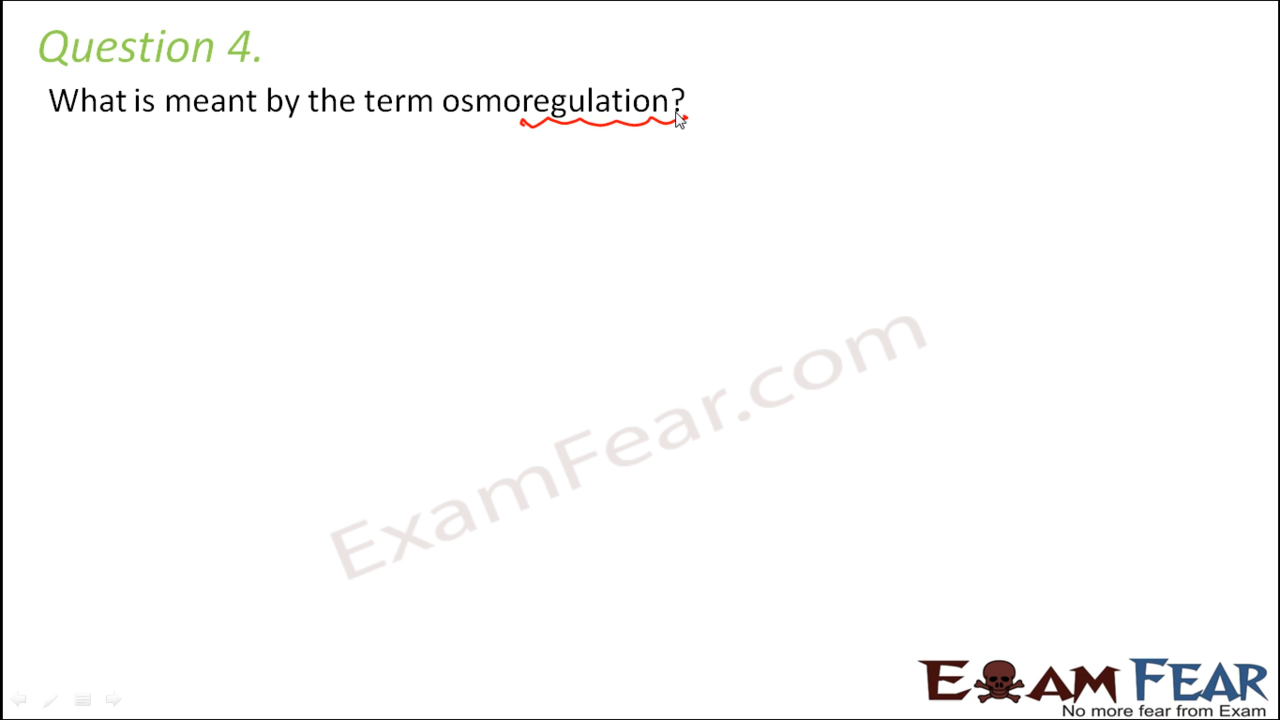 Question 4.
What is meant by the term osmoregulation?
ExamFear.com
EXAM FEAR
No more fear from Exam